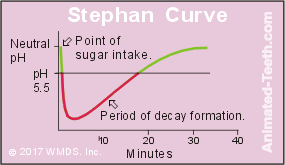 Stephan Curve
Neutral
pH
Point of
sugar intake.
pH
5.5
Period of decay formation.
10
20
30
40
Minutes
© 2017 WMDS, Inc.
Animated-Teeth.com